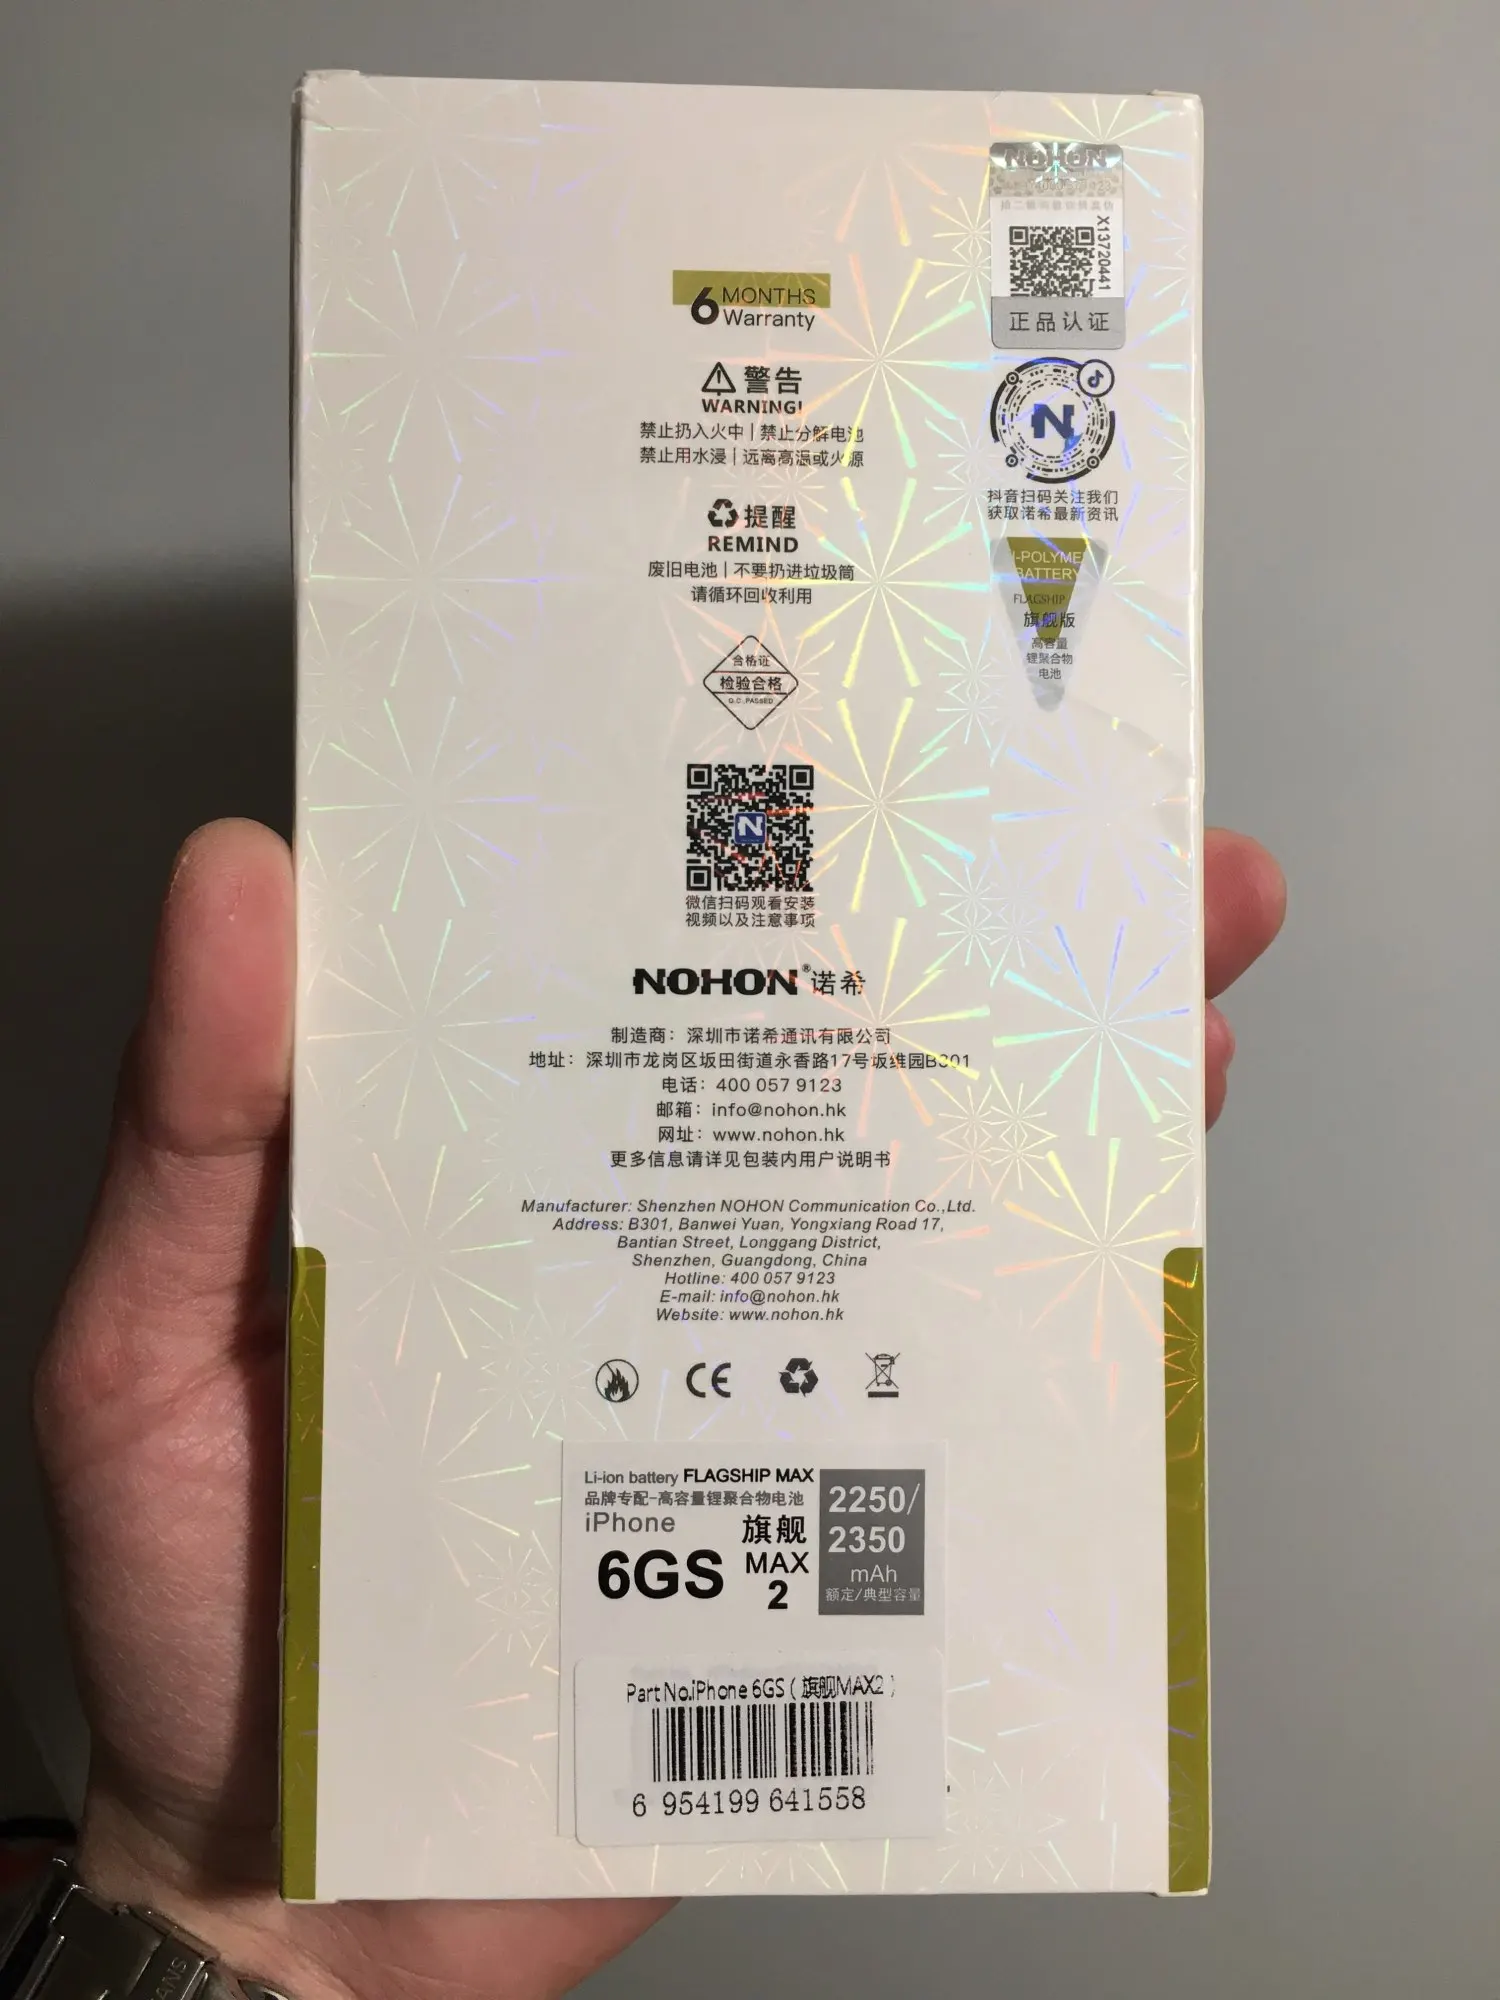 NOHON
X13720441
正品认证
6 MONTHS
Warranty
警告
WARNING!
禁止扔入火中 | 禁止分解电池
禁止用水浸 | 远离高温或火源
抖音扫码关注我们
获取诺希最新资讯
提醒
REMIND
废旧电池 | 不要扔进垃圾筒
请循环回收利用
I-POLYME
BATTERY
FLAGSHIP
旗舰版
高容量
锂聚合物
电池
合格证
检验合格
Q.C.PASSED
N
微信扫码观看安装
视频以及注意事项
NOHON®诺希
制造商：深圳市诺希通讯有限公司
地址：深圳市龙岗区坂田街道永香路17号坂维园B301
电话：400 057 9123
邮箱：info@nohon.hk
网址：www.nohon.hk
更多信息请详见包装内用户说明书
Manufacturer: Shenzhen NOHON Communication Co.,Ltd.
Address: B301, Banwei Yuan, Yongxiang Road 17,
Bantian Street, Longgang District,
Shenzhen, Guangdong, China
Hotline: 400 057 9123
E-mail: info@nohon.hk
Website: www.nohon.hk
CE
Li-ion battery FLAGSHIP MAX
品牌专配-高容量锂聚合物电池
iPhone
6GS
旗舰
MAX
2
2250/
2350
mAh
额定/典型容量
Part No.iPhone 6GS ( 旗舰MAX2 )
6 954199 641558
ANS